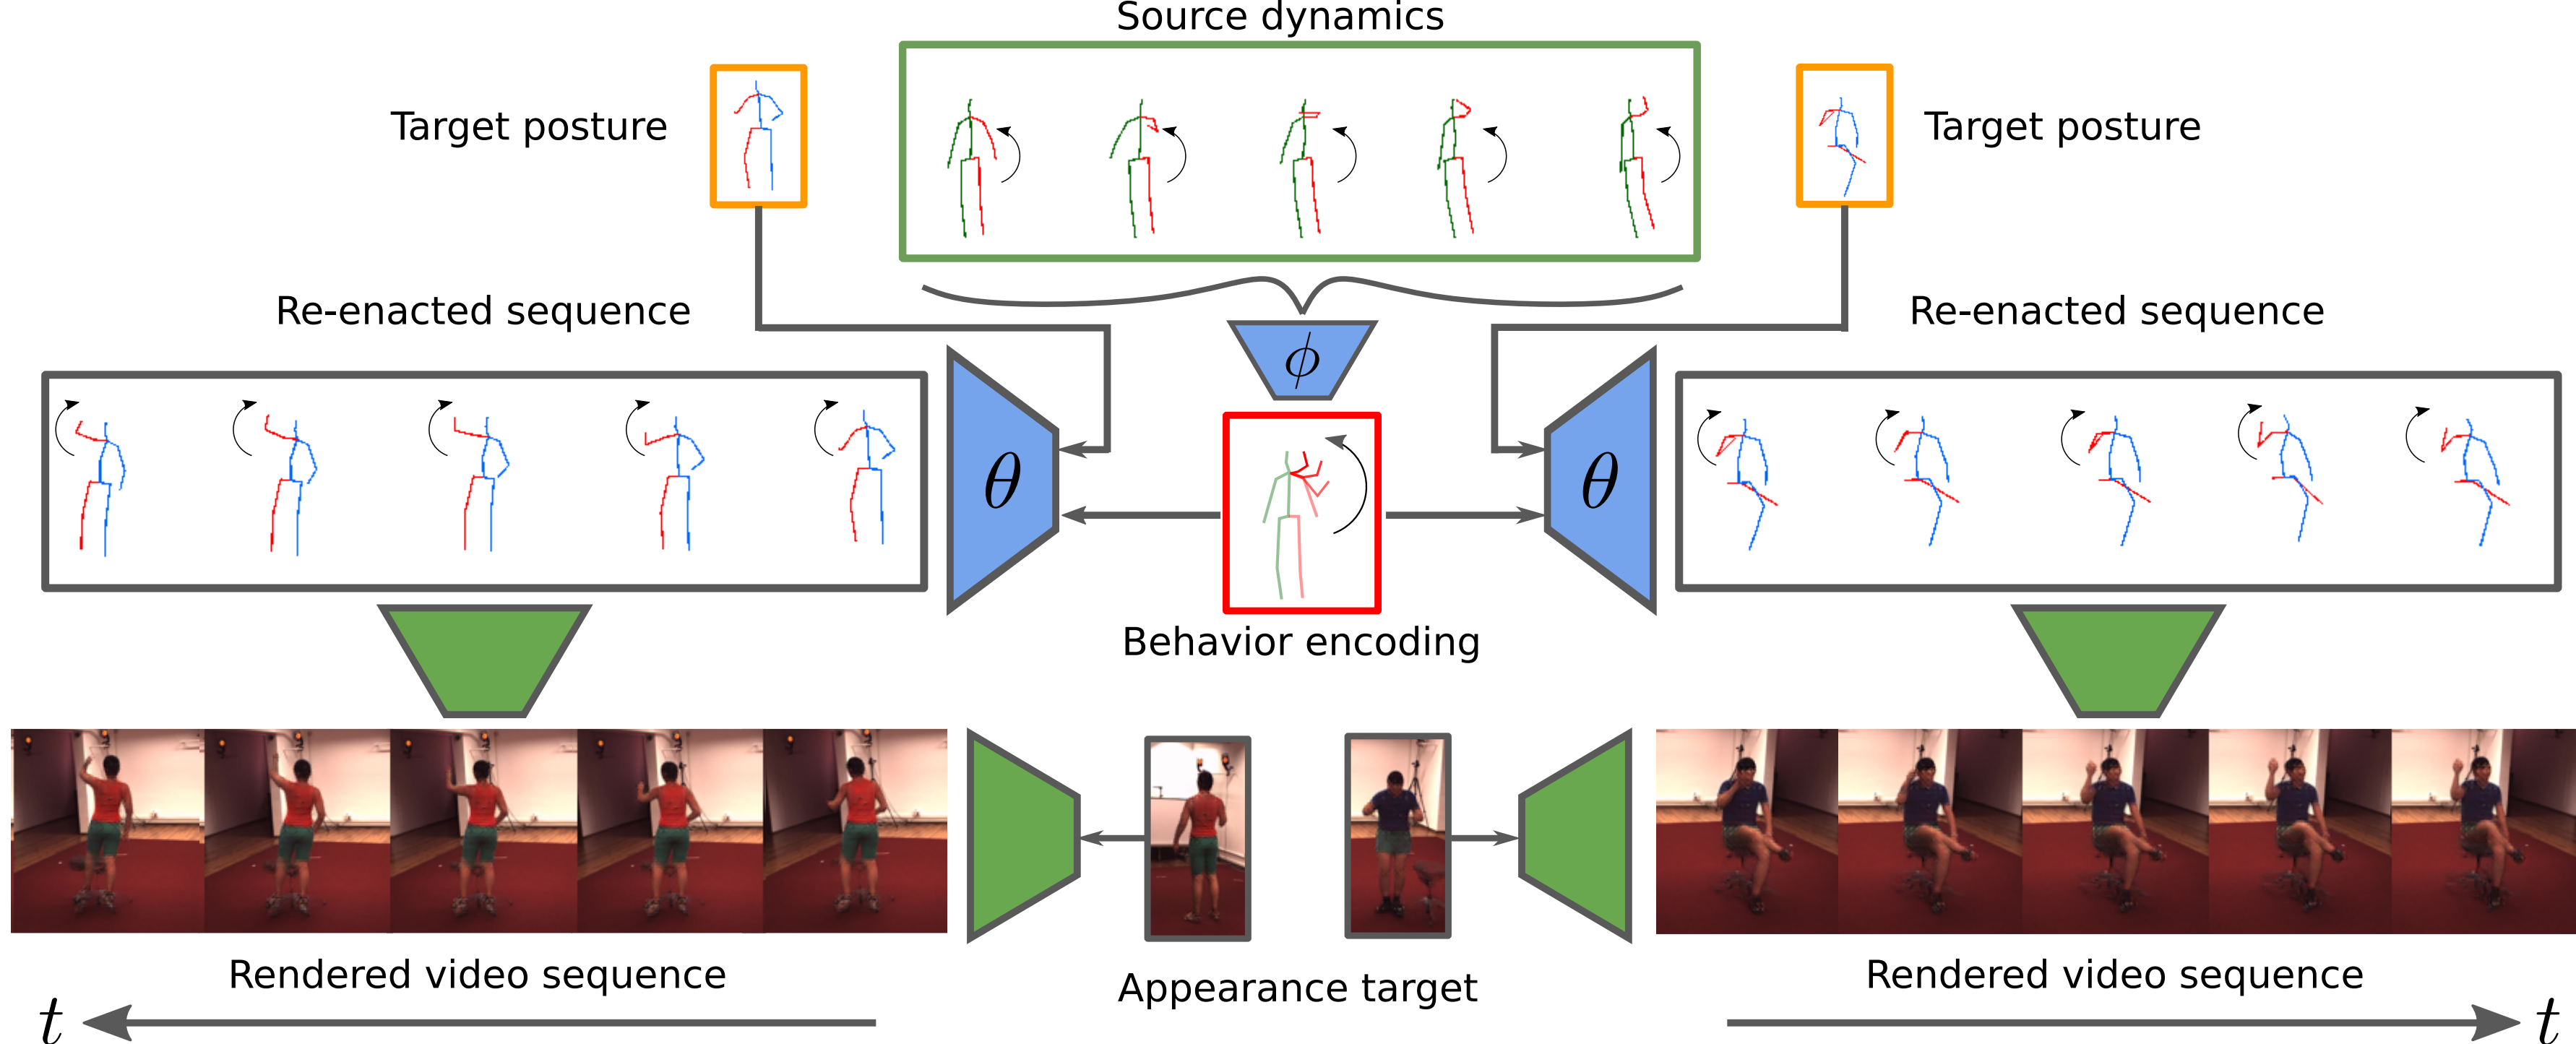 Source dynamics
Target posture
Target posture
Re-enacted sequence
Re-enacted sequence
ϕ
θ
θ
Behavior encoding
Rendered video sequence
Appearance target
Rendered video sequence
t
t